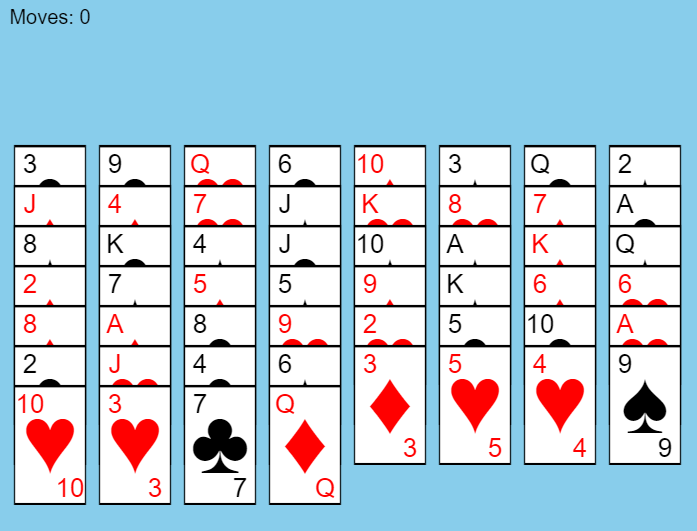 Moves: 0
3 9 Q 6 10 3 Q 2
J 4 7 J K 8 7 A
8 K 4 J 10 A K Q
2 7 5 5 9 K 6 6
8 A 8 9 2 5 10 A
2 J 4 6 3 5 4 9
10 3 7 Q
3 5 4 9
10 3 7 Q